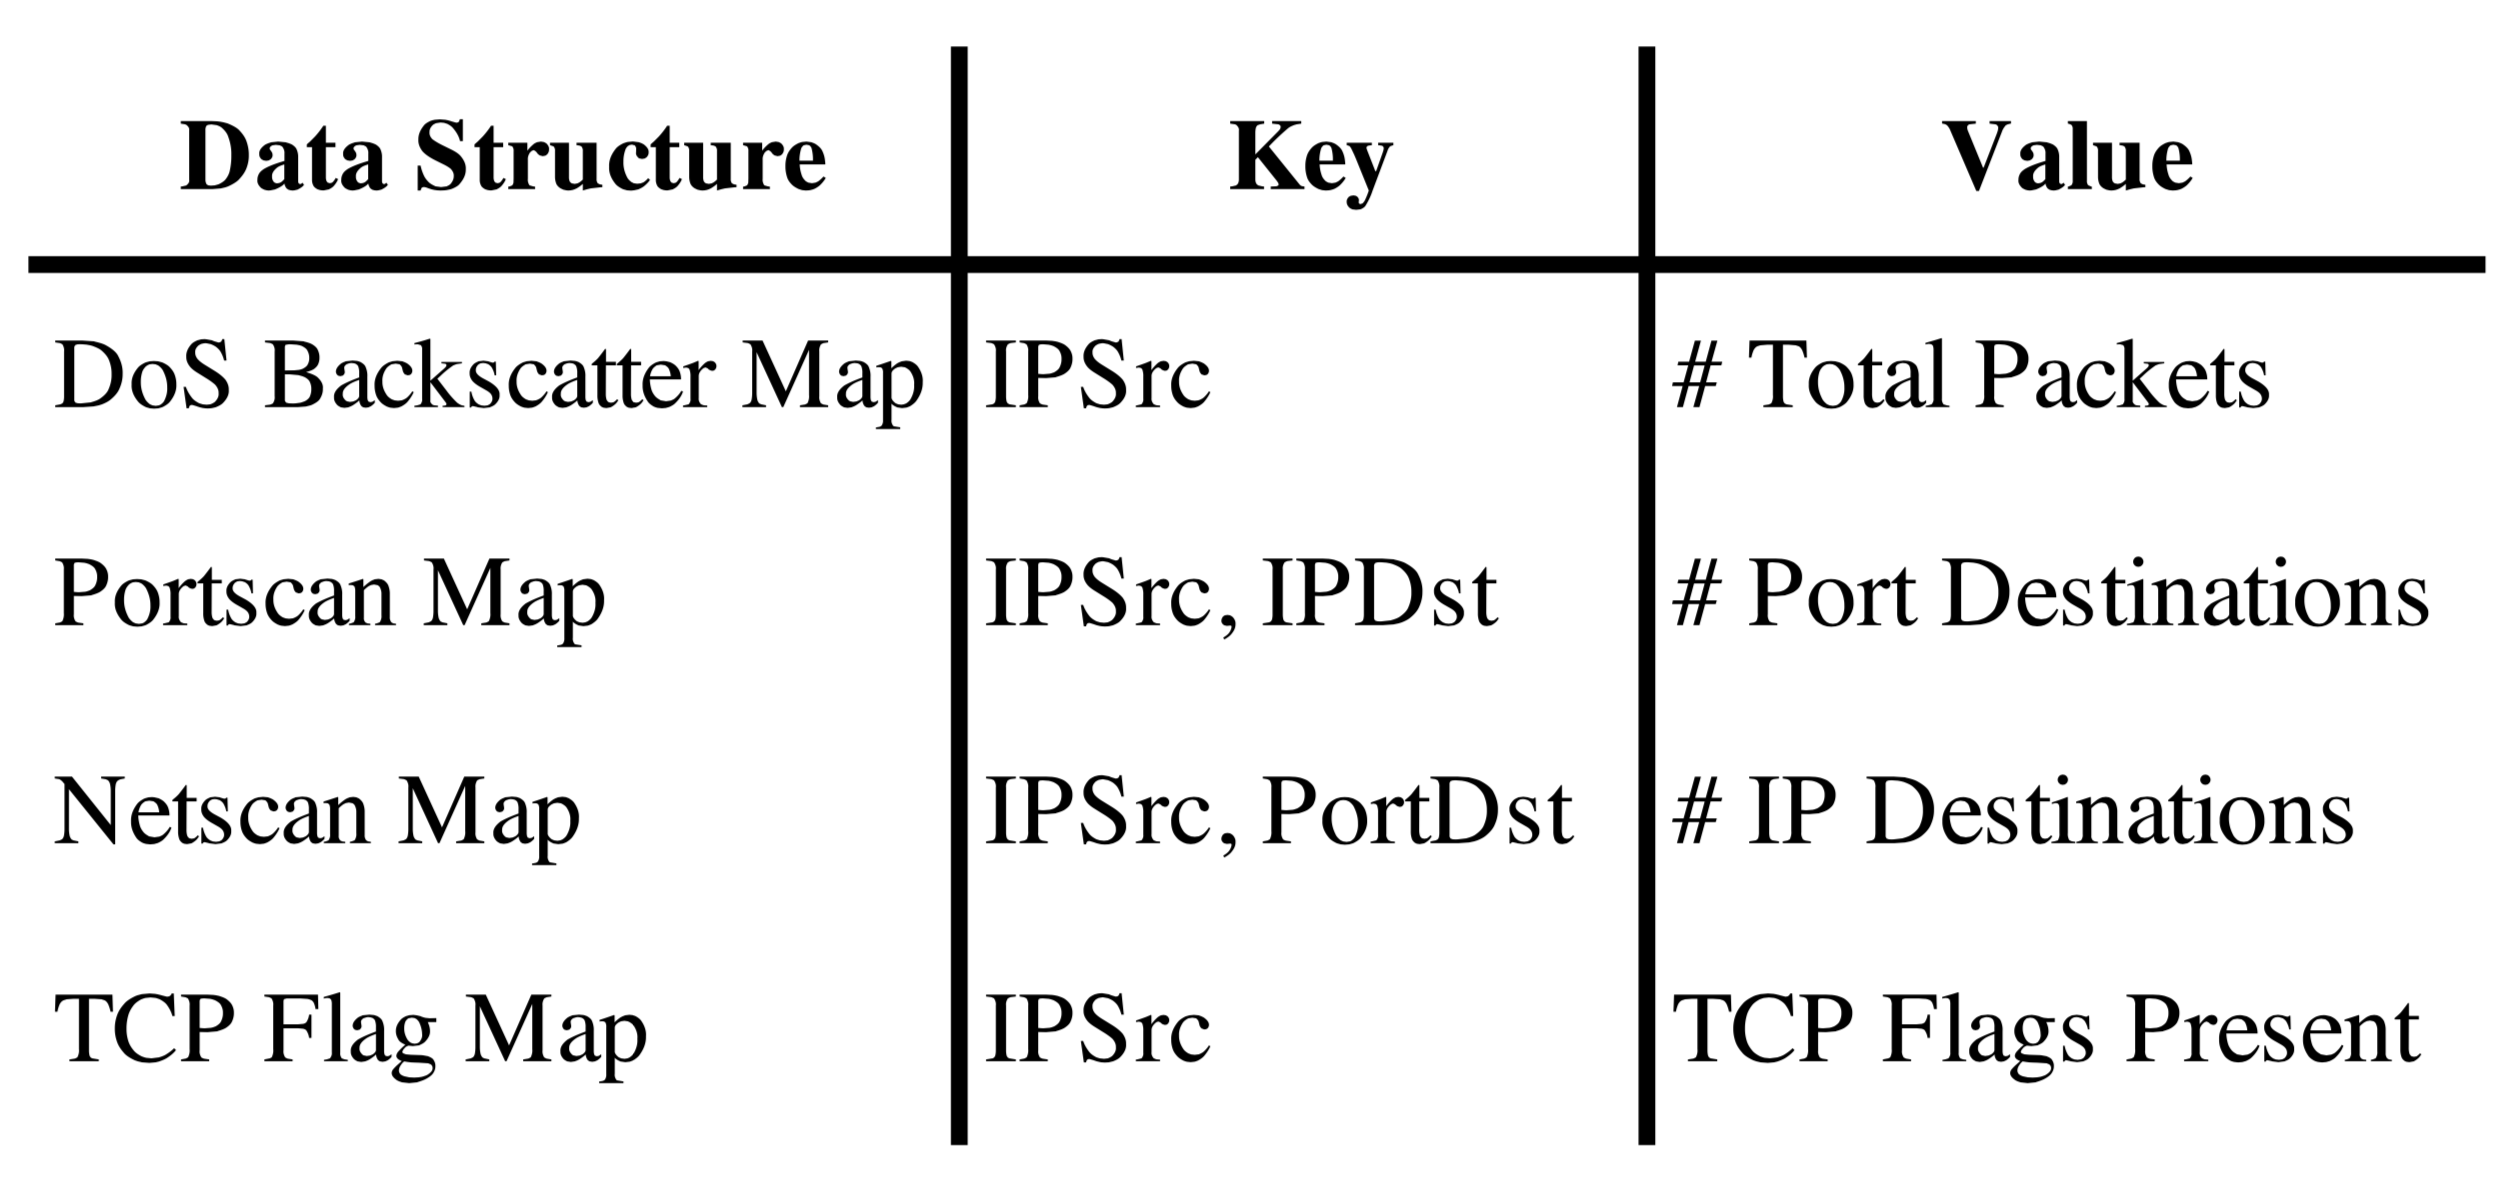 Data Structure Key Value
DoS Backscatter Map IPSrc # Total Packets
Portscan Map IPSrc, IPDst # Port Destinations
Netscan Map IPSrc, PortDst # IP Destinations
TCP Flag Map IPSrc TCP Flags Present